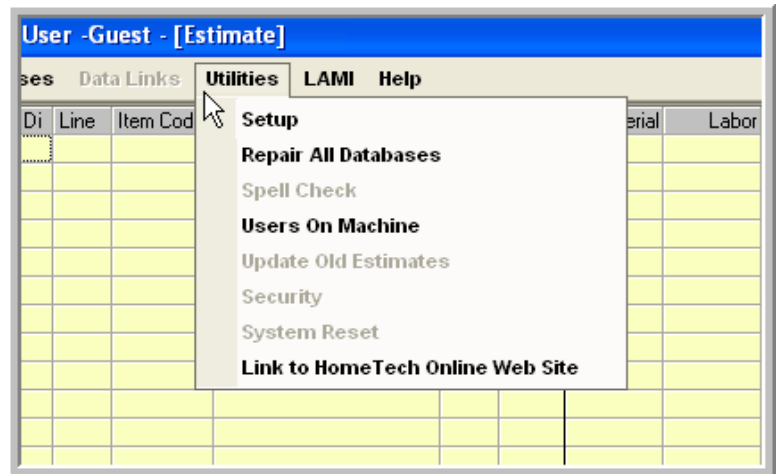 User -Guest - [Estimate]
ses Data Links Utilities LAMI Help
Di Line Item Cod erial Labor
Setup
Repair All Databases
Spell Check
Users On Machine
Update Old Estimates
Security
System Reset
Link to HomeTech Online Web Site